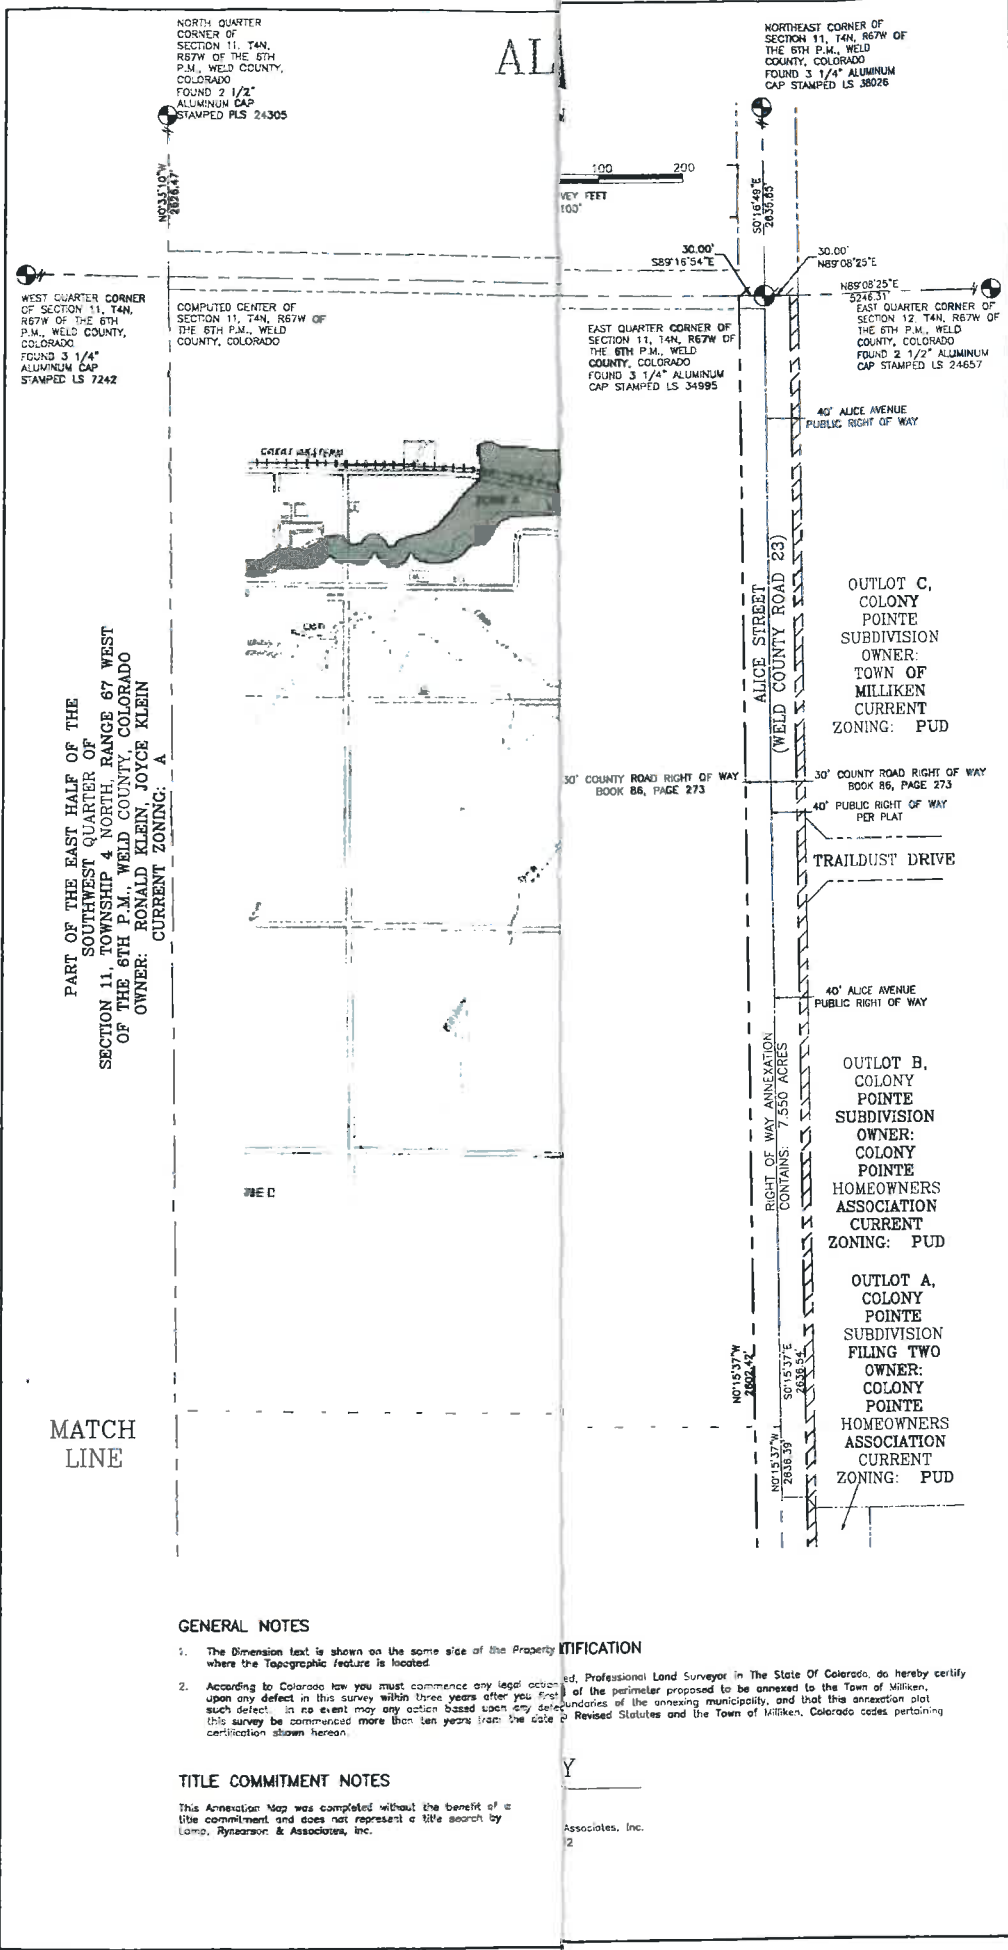 NORTH QUARTER
CORNER OF
SECTION 11, T4N,
R67W OF THE 6TH
P.M., WELD COUNTY,
COLORADO
FOUND 2 1/2"
ALUMINUM CAP
STAMPED PLS 24305
AL
NORTHEAST CORNER OF
SECTION 11, T4N, R67W OF
THE 6TH P.M., WELD
COUNTY, COLORADO
FOUND 3 1/4" ALUMINUM
CAP STAMPED LS 38026
N0°33'10"W
2626.47'
100 200
VEY FEET
100'
S0°16'49"E
2635.65'
30.00'
S89°16'54"E
30.00'
N89°08'25"E
N89°08'25"E
5246.31'
WEST QUARTER CORNER
OF SECTION 11, T4N,
R67W OF THE 6TH
P.M., WELD COUNTY,
COLORADO
FOUND 3 1/4"
ALUMINUM CAP
STAMPED LS 7242
COMPUTED CENTER OF
SECTION 11, T4N, R67W OF
THE 6TH P.M., WELD
COUNTY, COLORADO
EAST QUARTER CORNER OF
SECTION 11, T4N, R67W OF
THE 6TH P.M., WELD
COUNTY, COLORADO
FOUND 3 1/4" ALUMINUM
CAP STAMPED LS 34995
EAST QUARTER CORNER OF
SECTION 12, T4N, R67W OF
THE 6TH P.M., WELD
COUNTY, COLORADO
FOUND 2 1/2" ALUMINUM
CAP STAMPED LS 24657
40' ALICE AVENUE
PUBLIC RIGHT OF WAY
GREAT WESTERN
ALICE STREET
(WELD COUNTY ROAD 23)
OUTLOT C,
COLONY
POINTE
SUBDIVISION
OWNER:
TOWN OF
MILLIKEN
CURRENT
ZONING: PUD
PART OF THE EAST HALF OF THE
SOUTHWEST QUARTER OF
SECTION 11, TOWNSHIP 4 NORTH, RANGE 67 WEST
OF THE 6TH P.M., WELD COUNTY, COLORADO
OWNER: RONALD KLEIN, JOYCE KLEIN
CURRENT ZONING: A
30' COUNTY ROAD RIGHT OF WAY
BOOK 86, PAGE 273
30' COUNTY ROAD RIGHT OF WAY
BOOK 86, PAGE 273
40' PUBLIC RIGHT OF WAY
PER PLAT
TRAILDUST DRIVE
40' ALICE AVENUE
PUBLIC RIGHT OF WAY
RIGHT OF WAY ANNEXATION
CONTAINS: 7.550 ACRES
OUTLOT B,
COLONY
POINTE
SUBDIVISION
OWNER:
COLONY
POINTE
HOMEOWNERS
ASSOCIATION
CURRENT
ZONING: PUD
OUTLOT A,
COLONY
POINTE
SUBDIVISION
FILING TWO
OWNER:
COLONY
POINTE
HOMEOWNERS
ASSOCIATION
CURRENT
ZONING: PUD
N0°15'37"W
2602.42'
S0°15'37"E
2636.54'
N0°15'37"W
2636.39'
MATCH
LINE
GENERAL NOTES
1. The Dimension text is shown on the same side of the Property
where the Topographic feature is located.
2. According to Colorado law you must commence any legal action
upon any defect in this survey within three years after you first
such defect. In no event may any action based upon any defect
this survey be commenced more than ten years from the date
certification shown hereon.
TIFICATION
ed, Professional Land Surveyor in The State Of Colorado, do hereby certify
of the perimeter proposed to be annexed to the Town of Milliken,
undaries of the annexing municipality, and that this annexation plat
Revised Statutes and the Town of Milliken, Colorado codes pertaining
TITLE COMMITMENT NOTES
This Annexation Map was completed without the benefit of a
title commitment and does not represent a title search by
Lamp, Rynearson & Associates, Inc.
Y
Associates, Inc.
2